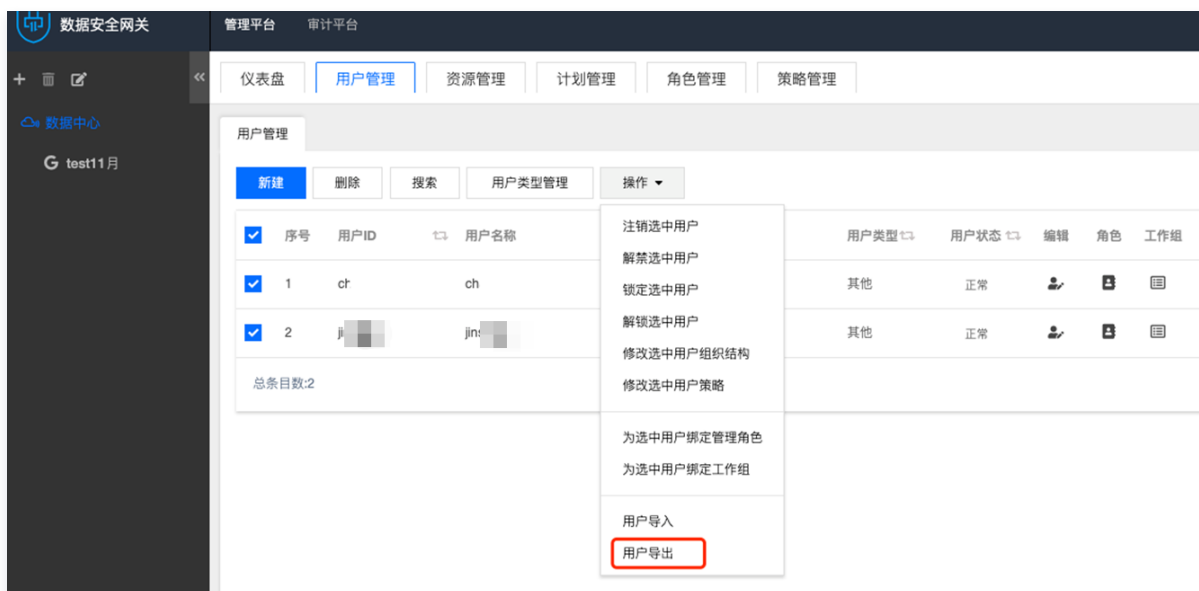 数据安全网关
管理平台 审计平台
仪表盘 用户管理 资源管理 计划管理 角色管理 策略管理
数据中心
test11月
用户管理
新建 删除 搜索 用户类型管理 操作
序号 用户ID 用户名称 用户类型 用户状态 编辑 角色 工作组
1 ch ch 其他 正常
2 其他 正常
总条目数:2
注销选中用户
解禁选中用户
锁定选中用户
解锁选中用户
修改选中用户组织结构
修改选中用户策略
为选中用户绑定管理角色
为选中用户绑定工作组
用户导入
用户导出